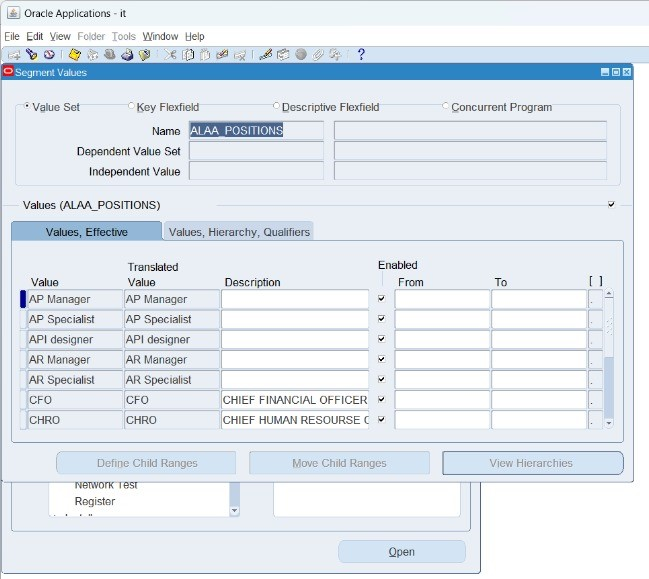 Oracle Applications - it
File Edit View Folder Tools Window Help
Segment Values
Value Set Key Flexfield Descriptive Flexfield Concurrent Program
Name ALAA_POSITIONS
Dependent Value Set
Independent Value
Values (ALAA_POSITIONS)
Values, Effective Values, Hierarchy, Qualifiers
Translated Enabled
Value Value Description From To [ ]
AP Manager AP Manager
AP Specialist AP Specialist
API designer API designer
AR Manager AR Manager
AR Specialist AR Specialist
CFO CFO CHIEF FINANCIAL OFFICER
CHRO CHRO CHIEF HUMAN RESOURSE
Define Child Ranges Move Child Ranges View Hierarchies
Network Test
Register
Open